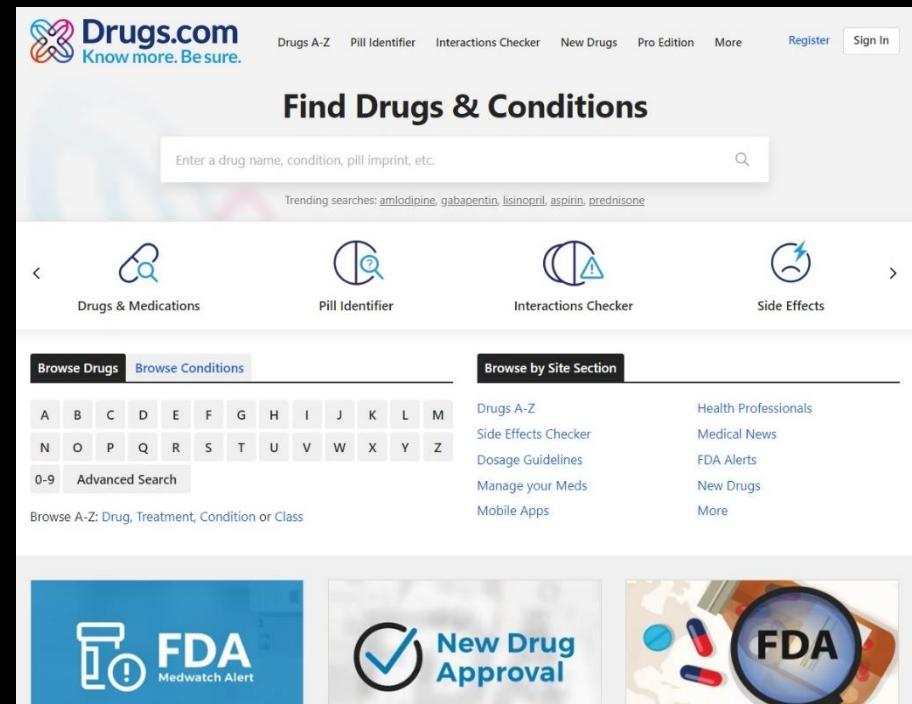 Drugs.com
Know more. Be sure.
Drugs A-Z Pill Identifier Interactions Checker New Drugs Pro Edition More Register Sign In
Find Drugs & Conditions
Enter a drug name, condition, pill imprint, etc.
Trending searches: amlodipine, gabapentin, lisinopril, aspirin, prednisone
Drugs & Medications
Pill Identifier
Interactions Checker
Side Effects
Browse Drugs Browse Conditions
A B C D E F G H I J K L M
N O P Q R S T U V W X Y Z
0-9 Advanced Search
Browse A-Z: Drug, Treatment, Condition or Class
Browse by Site Section
Drugs A-Z
Side Effects Checker
Dosage Guidelines
Manage your Meds
Mobile Apps
Health Professionals
Medical News
FDA Alerts
New Drugs
More
FDA
Medwatch Alert
New Drug
Approval
FDA